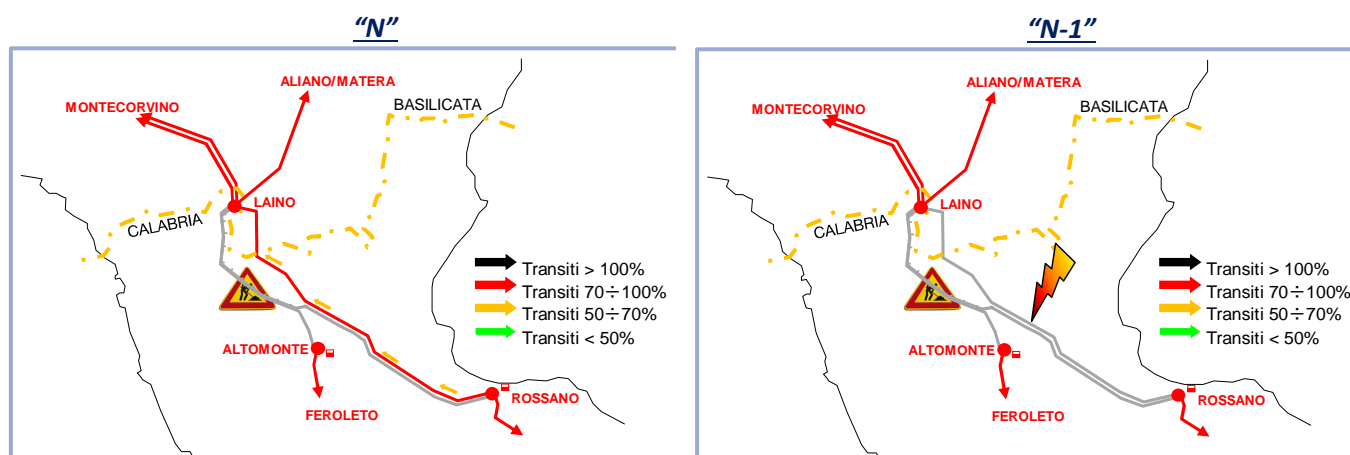 “N”
ALIANO/MATERA
MONTECORVINO
BASILICATA
LAINO
CALABRIA
Transiti > 100%
Transiti 70÷100%
Transiti 50÷70%
Transiti < 50%
ALTOMONTE
ROSSANO
FEROLETO
“N-1”
ALIANO/MATERA
MONTECORVINO
BASILICATA
LAINO
CALABRIA
Transiti > 100%
Transiti 70÷100%
Transiti 50÷70%
Transiti < 50%
ALTOMONTE
ROSSANO
FEROLETO